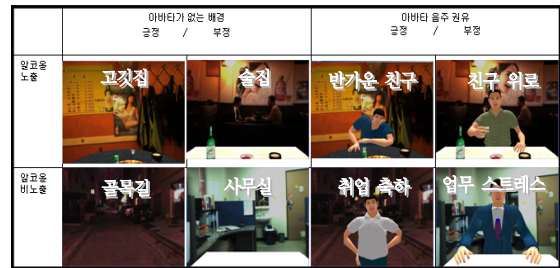 아바타가 없는 배경
긍정 / 부정
아바타 음주 권유
긍정 / 부정
알코올
노출
고깃집
술집
반가운 친구
친구 위로
알코올
비노출
골목길
사무실
취업 축하
업무 스트레스